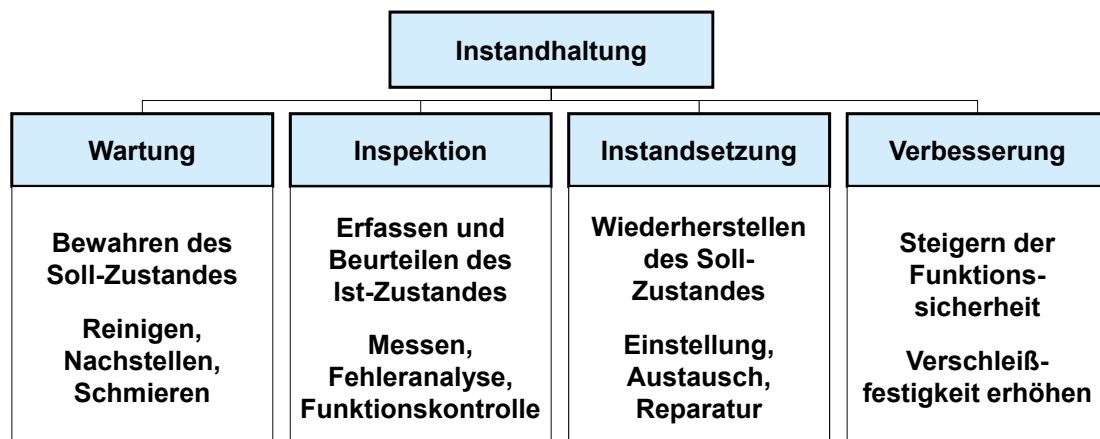 Instandhaltung
Wartung
Bewahren des
Soll-Zustandes
Reinigen,
Nachstellen,
Schmieren
Inspektion
Erfassen und
Beurteilen des
Ist-Zustandes
Messen,
Fehleranalyse,
Funktionskontrolle
Instandsetzung
Wiederherstellen
des Soll-
Zustandes
Einstellung,
Austausch,
Reparatur
Verbesserung
Steigern der
Funktions-
sicherheit
Verschleiß-
festigkeit erhöhen